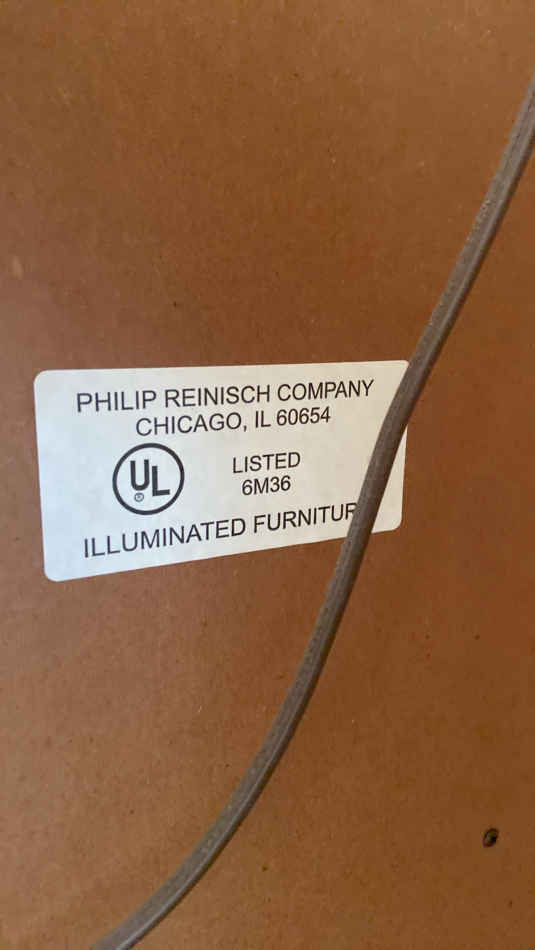 PHILIP REINISCH COMPANY
CHICAGO, IL 60654
UL
®
LISTED
6M36
ILLUMINATED FURNITUR